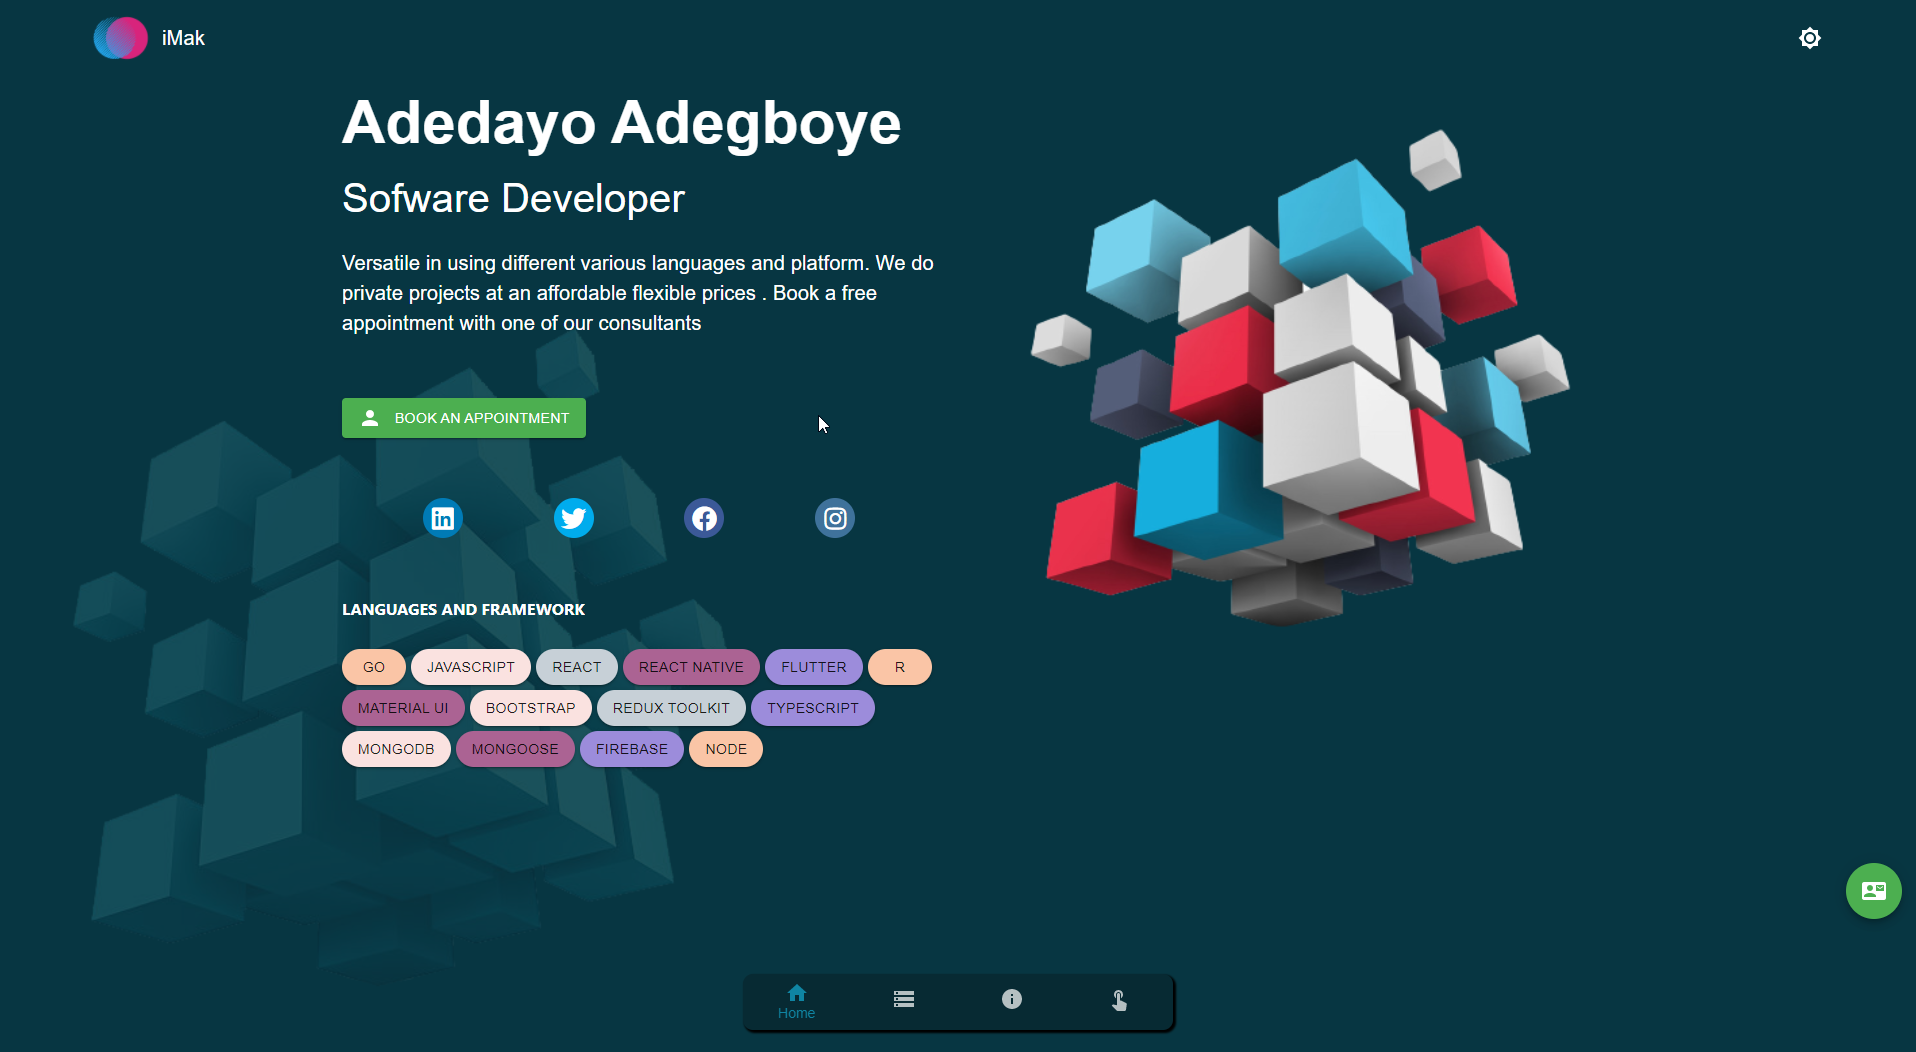 iMak
Adedayo Adegboye
Sofware Developer
Versatile in using different various languages and platform. We do
private projects at an affordable flexible prices . Book a free
appointment with one of our consultants
BOOK AN APPOINTMENT
in
LANGUAGES AND FRAMEWORK
GO JAVASCRIPT REACT REACT NATIVE FLUTTER R
MATERIAL UI BOOTSTRAP REDUX TOOLKIT TYPESCRIPT
MONGODB MONGOOSE FIREBASE NODE
Home